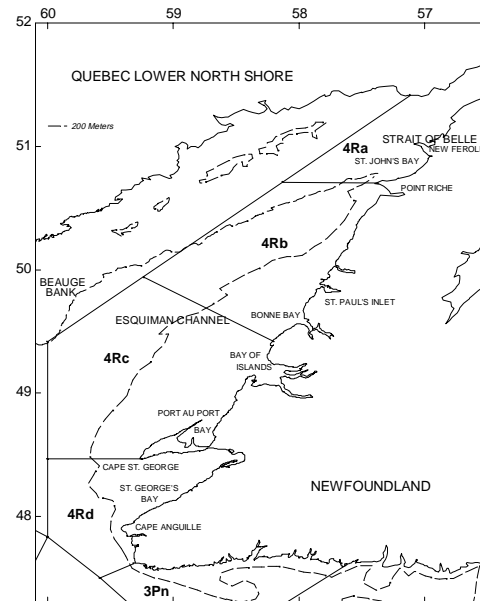 60 59 58 57
52
QUEBEC LOWER NORTH SHORE
200 Meters
STRAIT OF BELLE
4Ra
51
NEW FEROLL
ST. JOHN'S BAY
POINT RICHE
4Rb
50
BEAUGE
BANK
ST. PAUL'S INLET
ESQUIMAN CHANNEL
BONNE BAY
4Rc
BAY OF
ISLANDS
49
PORT AU PORT
BAY
CAPE ST. GEORGE
ST. GEORGE'S
BAY
NEWFOUNDLAND
4Rd
48
CAPE ANGUILLE
3Pn